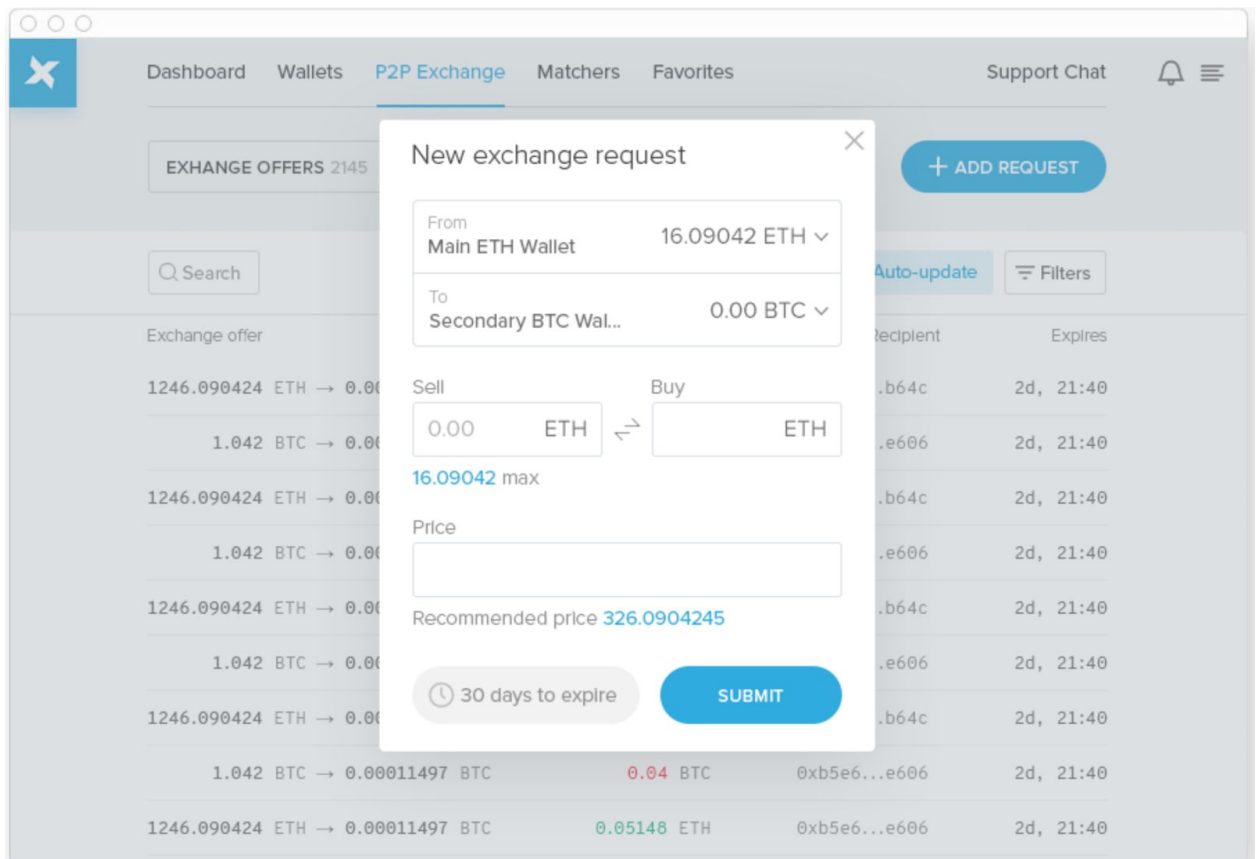 Dashboard Wallets P2P Exchange Matchers Favorites Support Chat
EXHANGE OFFERS 2145
+ ADD REQUEST
New exchange request
From
Main ETH Wallet
16.09042 ETH
To
Secondary BTC Wal...
0.00 BTC
Sell
0.00 ETH
16.09042 max
Buy
ETH
Price
Recommended price 326.0904245
30 days to expire
SUBMIT
Search
Auto-update
Filters
Exchange offer Recipient Expires
1246.090424 ETH → 0.00 .b64c 2d, 21:40
1.042 BTC → 0.00 .e606 2d, 21:40
1246.090424 ETH → 0.00 .b64c 2d, 21:40
1.042 BTC → 0.00 .e606 2d, 21:40
1246.090424 ETH → 0.00 .b64c 2d, 21:40
1.042 BTC → 0.00 .e606 2d, 21:40
1246.090424 ETH → 0.00 .b64c 2d, 21:40
1.042 BTC → 0.00011497 BTC 0.04 BTC 0xb5e6...e606 2d, 21:40
1246.090424 ETH → 0.00011497 BTC 0.05148 ETH 0xb5e6...e606 2d, 21:40